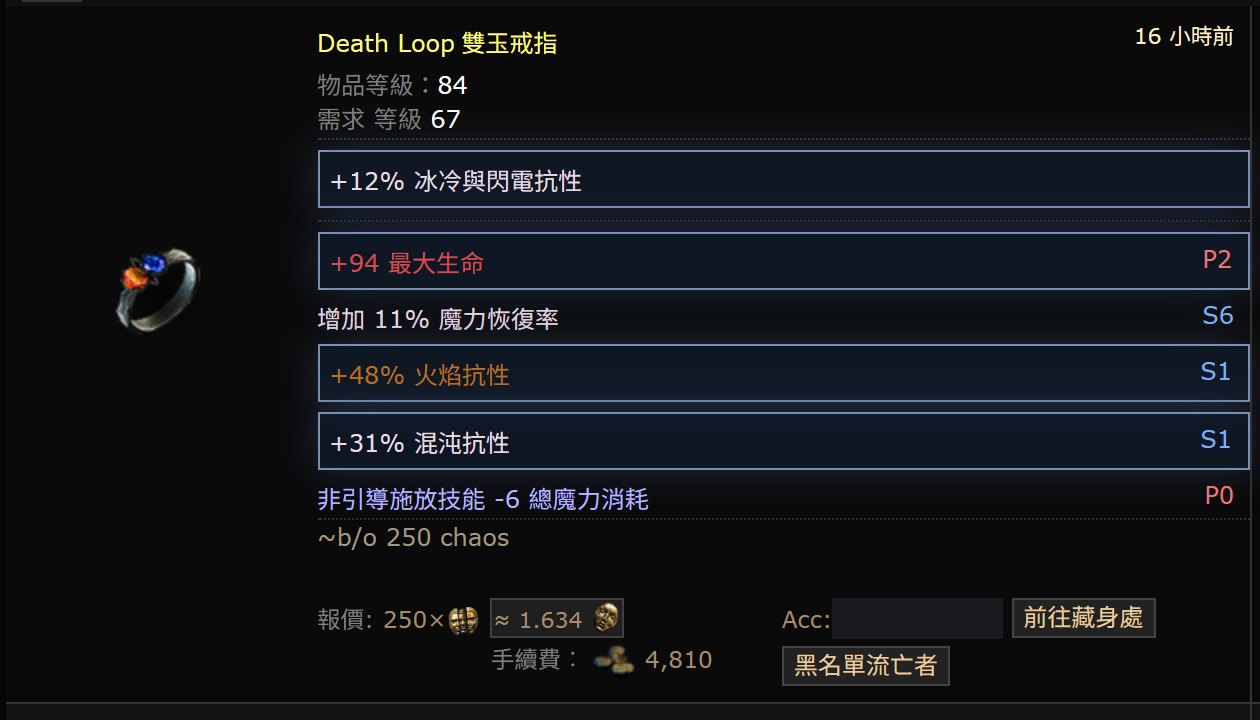 Death Loop 雙玉戒指
16 小時前
物品等級：84
需求 等級 67
+12% 冰冷與閃電抗性
+94 最大生命 P2
增加 11% 魔力恢復率 S6
+48% 火焰抗性 S1
+31% 混沌抗性 S1
非引導施放技能 -6 總魔力消耗 P0
~b/o 250 chaos
報價: 250× ≈ 1.634 Acc: 前往藏身處
手續費： 4,810 黑名單流亡者